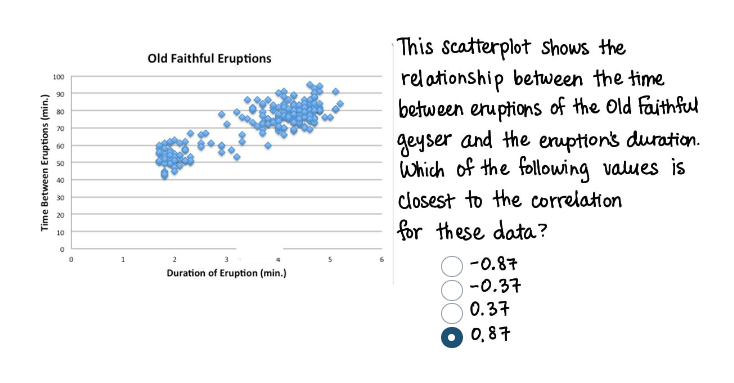 Old Faithful Eruptions
Time Between Eruptions (min.)
100
90
80
70
60
50
40
30
20
10
0
0 1 2 3 4 5 6
Duration of Eruption (min.)
This scatterplot shows the
relationship between the time
between eruptions of the Old Faithful
geyser and the eruption's duration.
Which of the following values is
closest to the correlation
for these data?
-0.87
-0.37
0.37
0.87